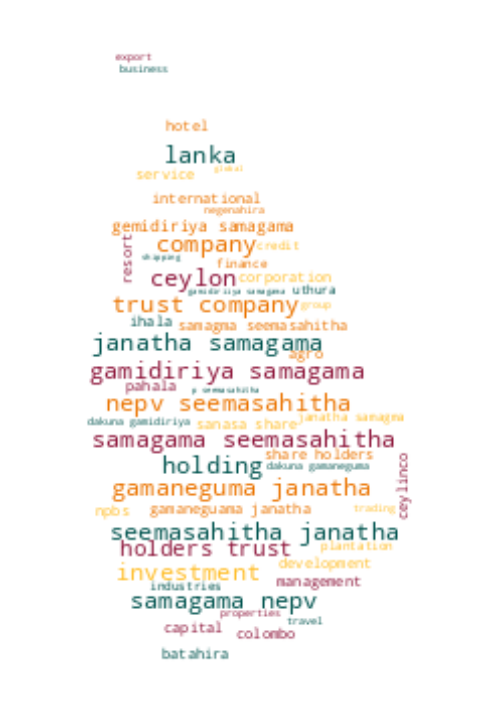 export
business
hotel
lanka
service global
international
negenahira
gemidiriya samagama
resort
company credit
shipping
finance
ceylon corporation
gamidiriiya samagama uthura
trust company group
ihala samagma seemasahitha
janatha samagama
agro
gamidiriya samagama
pahala p seemasahitha
nepv seemasahitha
dakuna gamidiriya sanasa share janatha samagma
samagama seemasahitha
share holders
holding dakuna gamaneguma
ceylinco
gamaneguma janatha
npbs gamaneguama janatha trading
seemasahitha janatha
holders trust plantation
investment development
industries management
samagama nepv
properties
travel
capital colombo
batahira